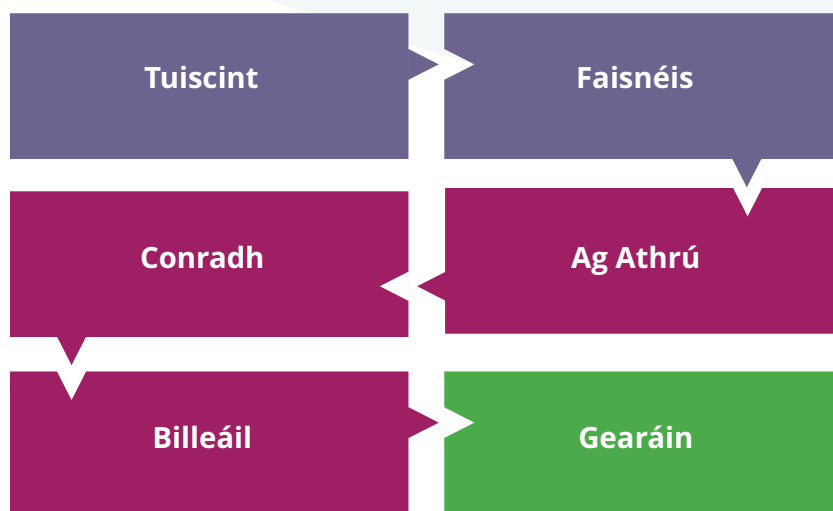 Tuiscint
Faisnéis
Ag Athrú
Conradh
Billeáil
Gearáin